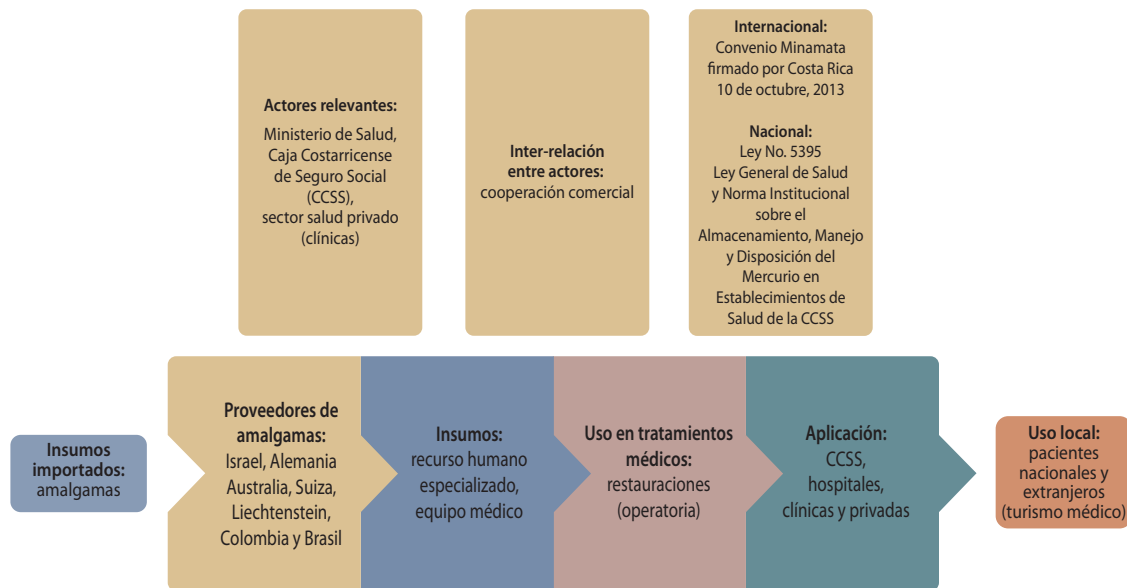 Actores relevantes:
Ministerio de Salud,
Caja Costarricense
de Seguro Social
(CCSS),
sector salud privado
(clínicas)
Inter-relación
entre actores:
cooperación comercial
Internacional:
Convenio Minamata
firmado por Costa Rica
10 de octubre, 2013
Nacional:
Ley No. 5395
Ley General de Salud
y Norma Institucional
sobre el
Almacenamiento, Manejo
y Disposición del
Mercurio en
Establecimientos de
Salud de la CCSS
Insumos
importados:
amalgamas
Proveedores de
amalgamas:
Israel, Alemania
Australia, Suiza,
Liechtenstein,
Colombia y Brasil
Insumos:
recurso humano
especializado,
equipo médico
Uso en tratamientos
médicos:
restauraciones
(operatoria)
Aplicación:
CCSS,
hospitales,
clínicas y privadas
Uso local:
pacientes
nacionales y
extranjeros
(turismo médico)